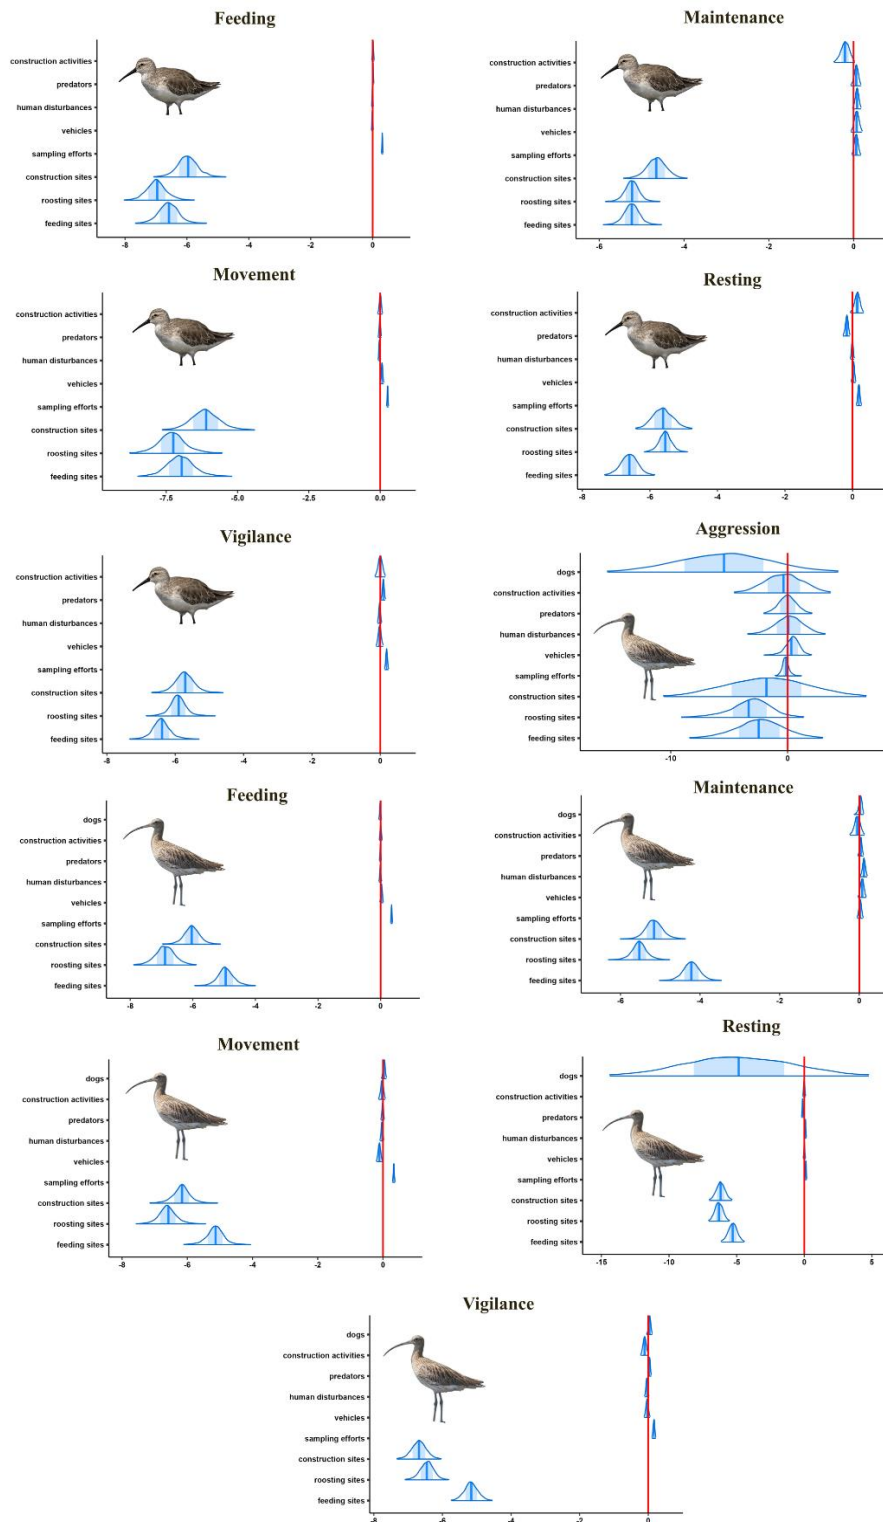 Feeding
construction activities
predators
human disturbances
vehicles
sampling efforts
construction sites
roosting sites
feeding sites
-8 -6 -4 -2 0
Maintenance
construction activities
predators
human disturbances
vehicles
sampling efforts
construction sites
roosting sites
feeding sites
-6 -4 -2 0
Movement
construction activities
predators
human disturbances
vehicles
sampling efforts
construction sites
roosting sites
feeding sites
-7.5 -5.0 -2.5 0.0
Resting
construction activities
predators
human disturbances
vehicles
sampling efforts
construction sites
roosting sites
feeding sites
-8 -6 -4 -2 0
Vigilance
construction activities
predators
human disturbances
vehicles
sampling efforts
construction sites
roosting sites
feeding sites
-8 -6 -4 -2 0
Aggression
dogs
construction activities
predators
human disturbances
vehicles
sampling efforts
construction sites
roosting sites
feeding sites
-10 0
Feeding
dogs
construction activities
predators
human disturbances
vehicles
sampling efforts
construction sites
roosting sites
feeding sites
-8 -6 -4 -2 0
Maintenance
dogs
construction activities
predators
human disturbances
vehicles
sampling efforts
construction sites
roosting sites
feeding sites
-6 -4 -2 0
Movement
dogs
construction activities
predators
human disturbances
vehicles
sampling efforts
construction sites
roosting sites
feeding sites
-8 -6 -4 -2 0
Resting
dogs
construction activities
predators
human disturbances
vehicles
sampling efforts
construction sites
roosting sites
feeding sites
-15 -10 -5 0 5
Vigilance
dogs
construction activities
predators
human disturbances
vehicles
sampling efforts
construction sites
roosting sites
feeding sites
-8 -6 -4 -2 0